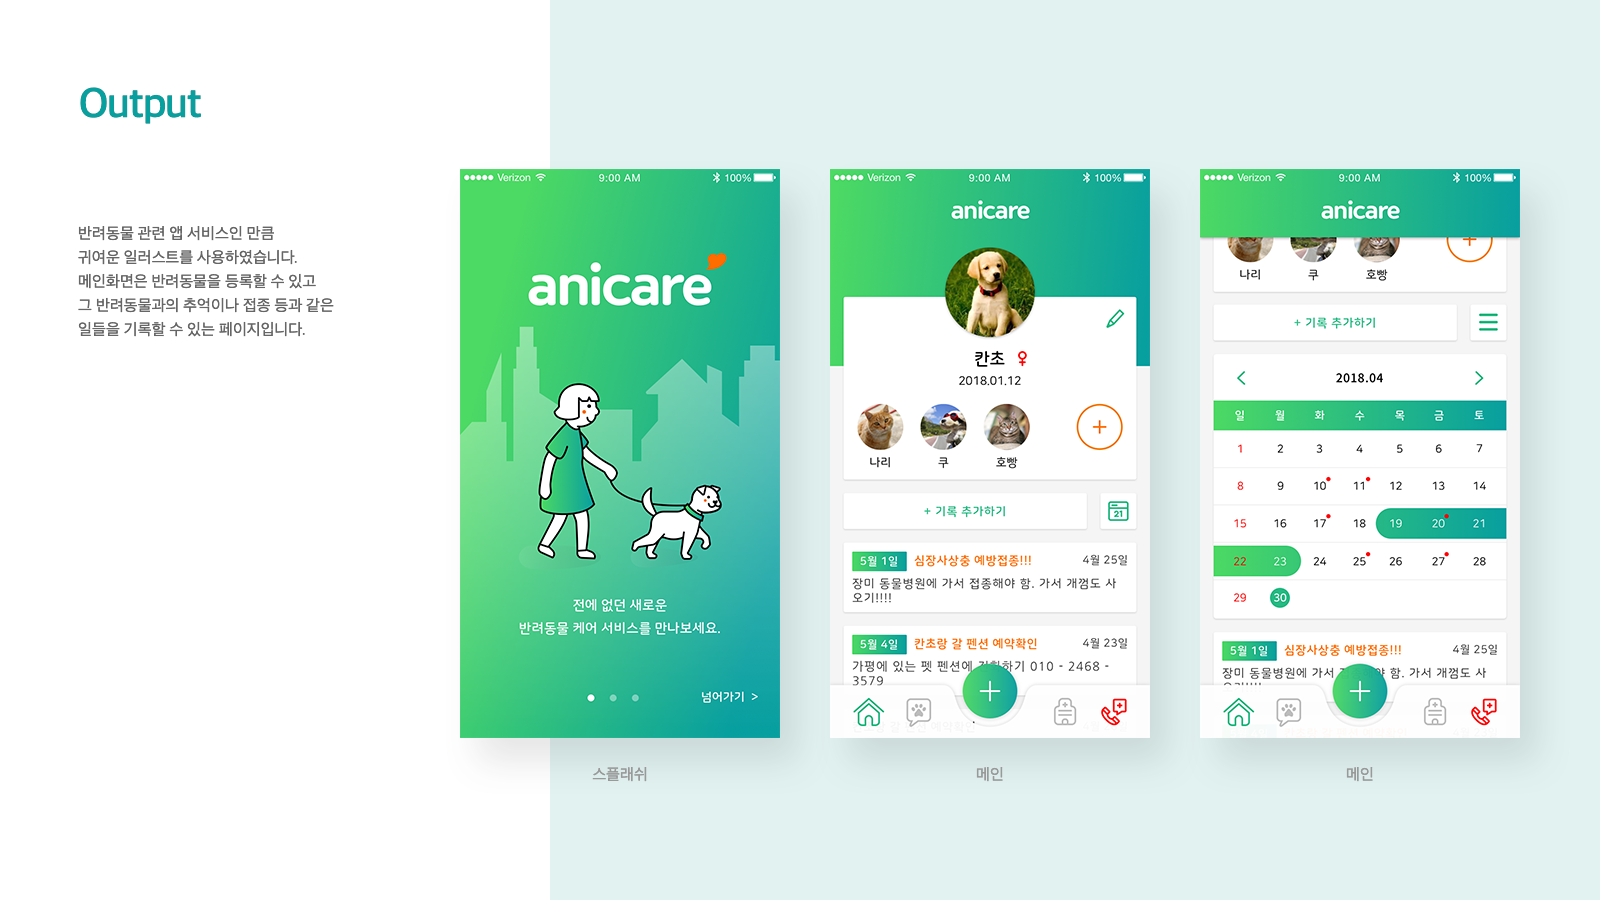 Output
반려동물 관련 앱 서비스인 만큼
귀여운 일러스트를 사용하였습니다.
메인화면은 반려동물을 등록할 수 있고
그 반려동물과의 추억이나 접종 등과 같은
일들을 기록할 수 있는 페이지입니다.
Verizon 9:00 AM 100%
anicare
전에 없던 새로운
반려동물 케어 서비스를 만나보세요.
넘어가기 >
스플래쉬
Verizon 9:00 AM 100%
anicare
칸초 ♀
2018.01.12
나리 쿠 호빵
+ 기록 추가하기
21
5월 1일 심장사상충 예방접종!!! 4월 25일
장미 동물병원에 가서 접종해야 함. 가서 개껌도 사
오기!!!!
5월 4일 칸초랑 갈 펜션 예약확인 4월 23일
가평에 있는 펫 펜션에 전화하기 010 - 2468 -
3579
메인
Verizon 9:00 AM 100%
anicare
나리 쿠 호빵
+ 기록 추가하기
< 2018.04 >
일 월 화 수 목 금 토
1 2 3 4 5 6 7
8 9 10 11 12 13 14
15 16 17 18 19 20 21
22 23 24 25 26 27 28
29 30
5월 1일 심장사상충 예방접종!!! 4월 25일
장미 동물병원에 가서 야 함. 가서 개껌도 사
메인